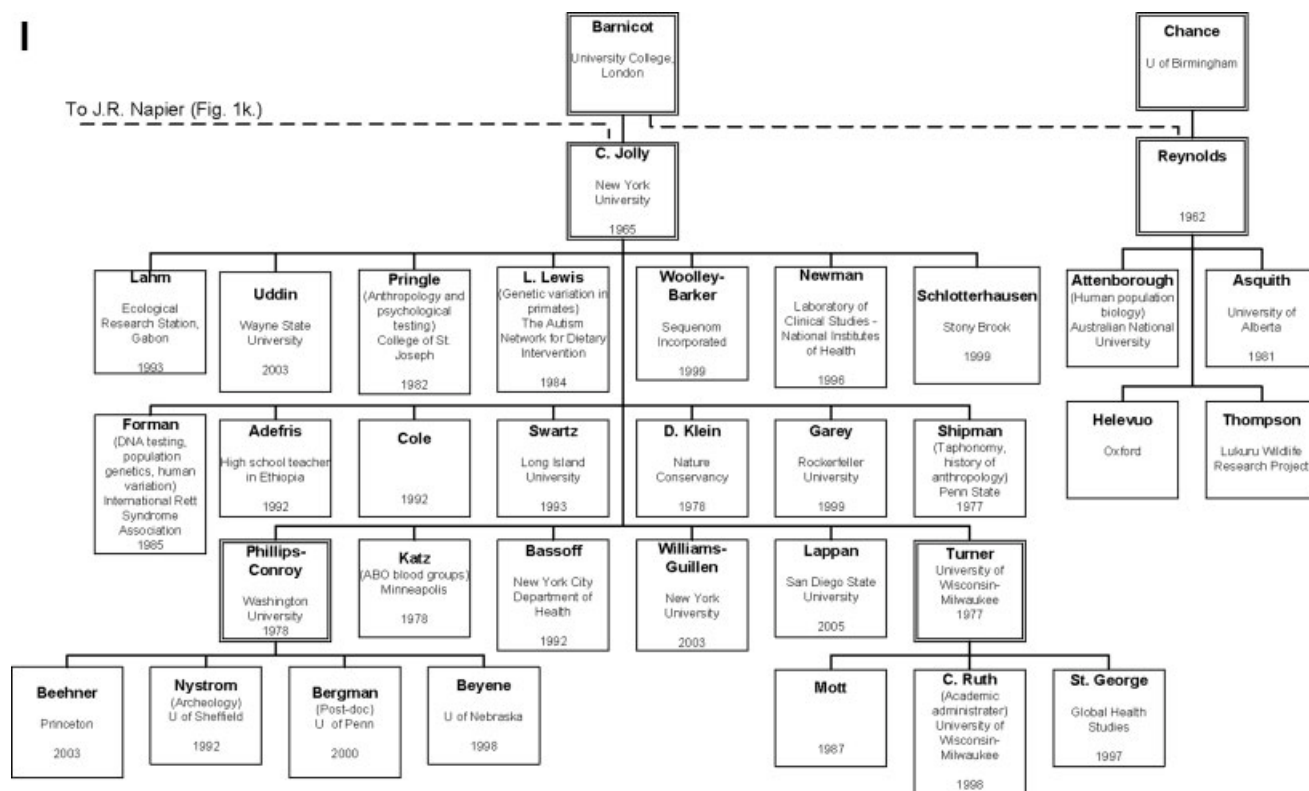 l
Barnicot
University College,
London
Chance
U of Birmingham
To J.R. Napier (Fig. 1k.)
C. Jolly
New York
University
1965
Reynolds
1962
Lahm
Ecological
Research Station,
Gabon
1993
Uddin
Wayne State
University
2003
Pringle
(Anthropology and
psychological
testing)
College of St.
Joseph
1982
L. Lewis
(Genetic variation in
primates)
The Autism
Network for Dietary
Intervention
1984
Woolley-
Barker
Sequenom
Incorporated
1999
Newman
Laboratory of
Clinical Studies -
National Institutes
of Health
1996
Schlotterhausen
Stony Brook
1999
Attenborough
(Human population
biology)
Australian National
University
Asquith
University of
Alberta
1981
Forman
(DNA testing,
population
genetics, human
variation)
International Rett
Syndrome
Association
1985
Adefris
High school teacher
in Ethiopia
1992
Cole
1992
Swartz
Long Island
University
1993
D. Klein
Nature
Conservancy
1978
Garey
Rockerfeller
University
1999
Shipman
(Taphonomy,
history of
anthropology)
Penn State
1977
Helevuo
Oxford
Thompson
Lukuru Wildlife
Research Project
Phillips-
Conroy
Washington
University
1978
Katz
(ABO blood groups)
Minneapolis
1978
Bassoff
New York City
Department of
Health
1992
Williams-
Guillen
New York
University
2003
Lappan
San Diego State
University
2005
Turner
University of
Wisconsin-
Milwaukee
1977
Beehner
Princeton
2003
Nystrom
(Archeology)
U of Sheffield
1992
Bergman
(Post-doc)
U of Penn
2000
Beyene
U of Nebraska
1998
Mott
1987
C. Ruth
(Academic
administrater)
University of
Wisconsin-
Milwaukee
1998
St. George
Global Health
Studies
1997